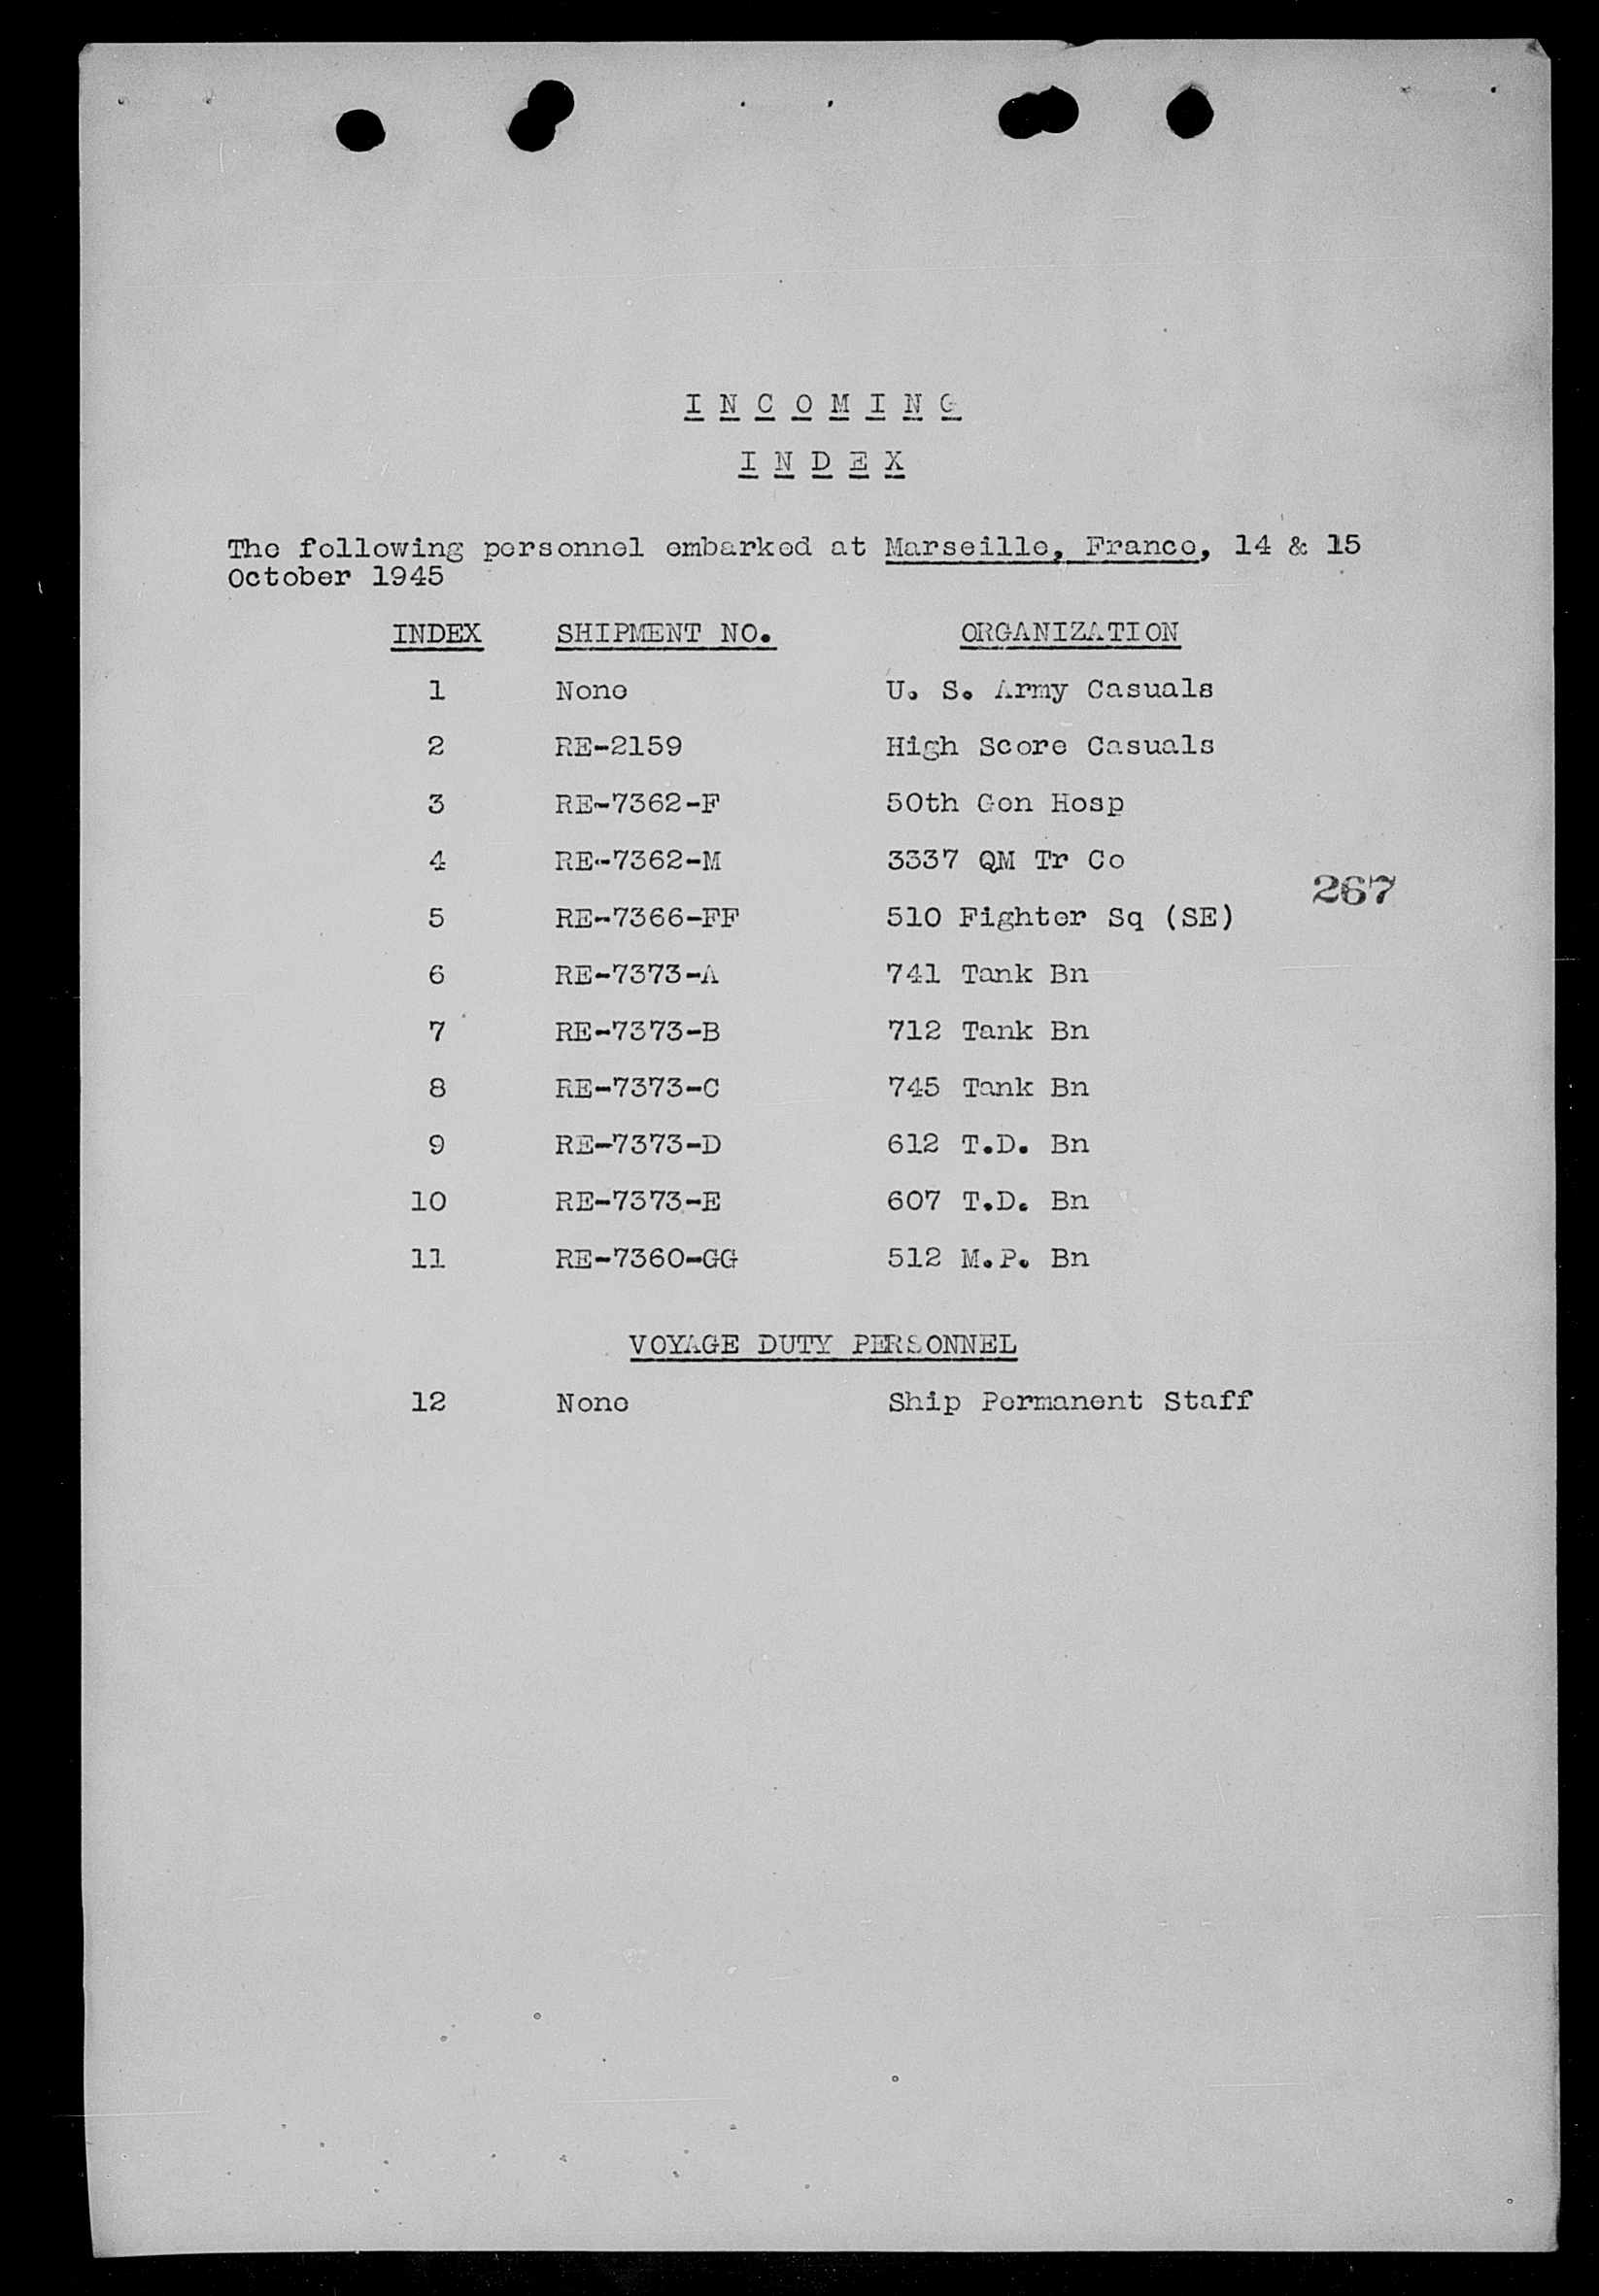 I N C O M I N G
I N D E X
The following personnel embarked at Marseille, France, 14 & 15
October 1945
INDEX SHIPMENT NO. ORGANIZATION
1 None U. S. Army Casuals
2 RE-2159 High Score Casuals
3 RE-7362-F 50th Gen Hosp
4 RE-7362-M 3337 QM Tr Co
267
5 RE-7366-FF 510 Fighter Sq (SE)
6 RE-7373-A 741 Tank Bn
7 RE-7373-B 712 Tank Bn
8 RE-7373-C 745 Tank Bn
9 RE-7373-D 612 T.D. Bn
10 RE-7373-E 607 T.D. Bn
11 RE-7360-GG 512 M.P. Bn
VOYAGE DUTY PERSONNEL
12 None Ship Permanent Staff